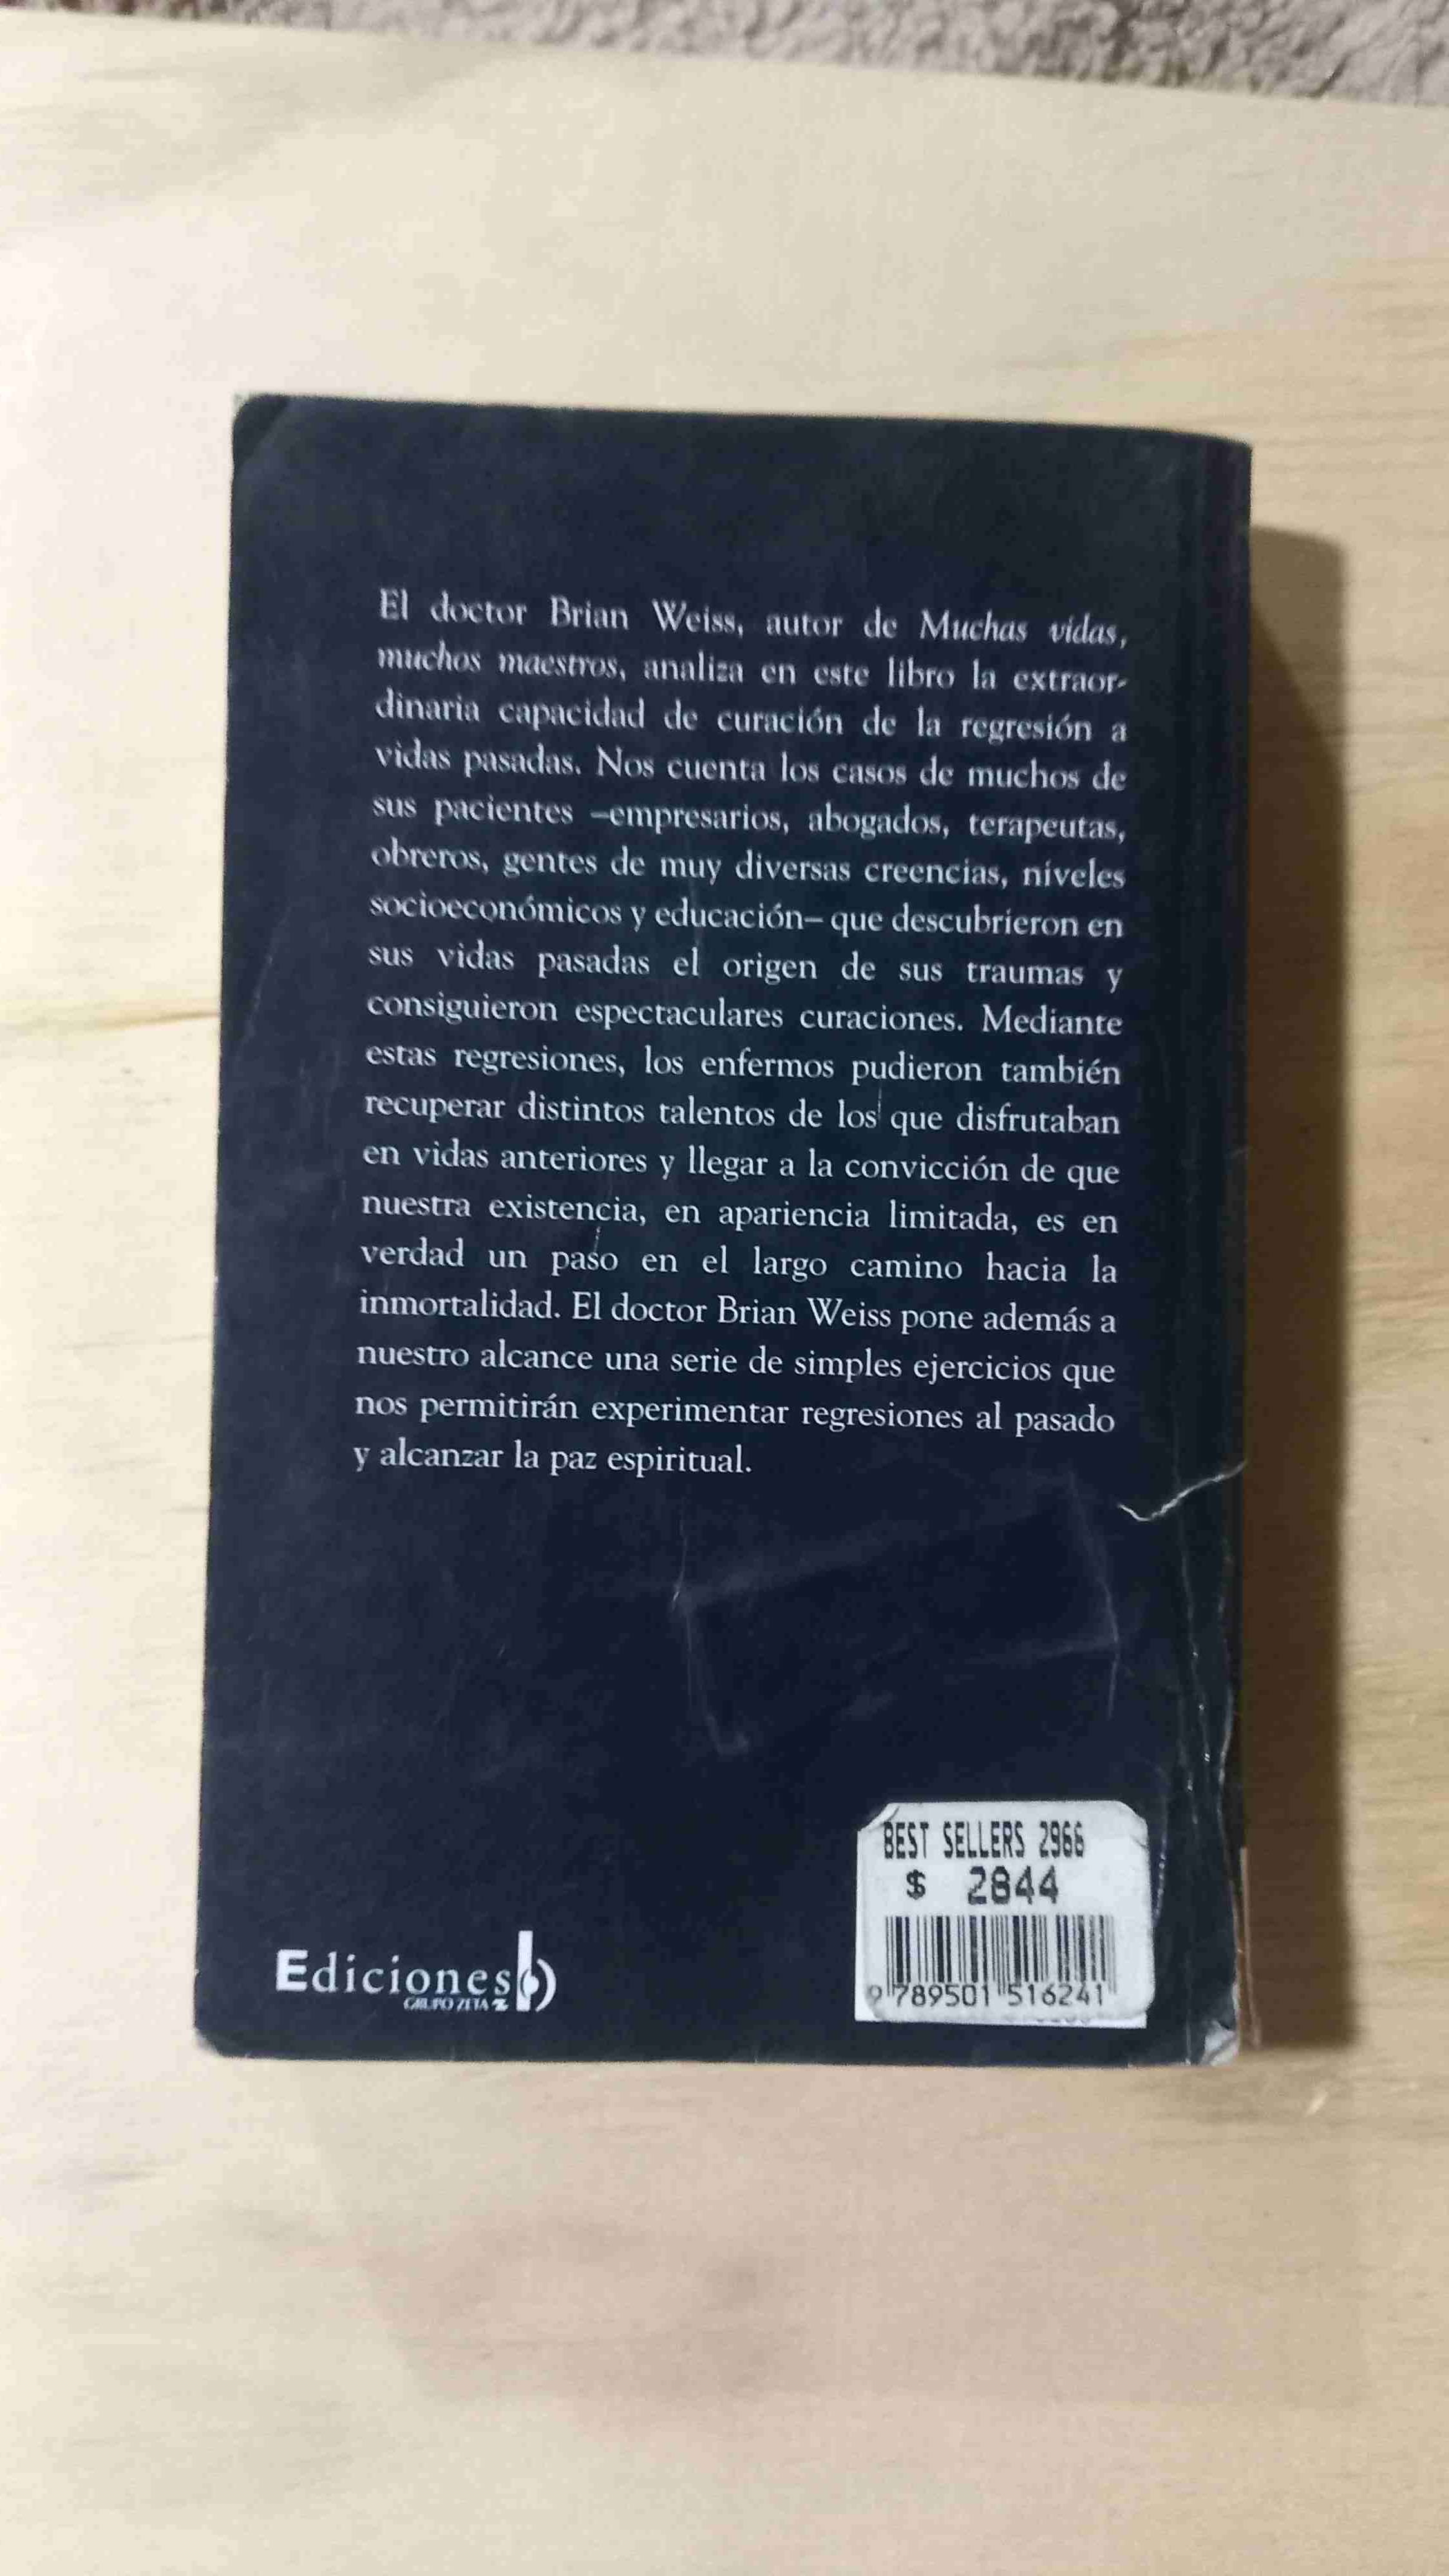 El doctor Brian Weiss, autor de Muchas vidas,
muchos maestros, analiza en este libro la extraor-
dinaria capacidad de curación de la regresión a
vidas pasadas. Nos cuenta los casos de muchos de
sus pacientes –empresarios, abogados, terapeutas,
obreros, gentes de muy diversas creencias, niveles
socioeconómicos y educación– que descubrieron en
sus vidas pasadas el origen de sus traumas y
consiguieron espectaculares curaciones. Mediante
estas regresiones, los enfermos pudieron también
recuperar distintos talentos de los que disfrutaban
en vidas anteriores y llegar a la convicción de que
nuestra existencia, en apariencia limitada, es en
verdad un paso en el largo camino hacia la
inmortalidad. El doctor Brian Weiss pone además a
nuestro alcance una serie de simples ejercicios que
nos permitirán experimentar regresiones al pasado
y alcanzar la paz espiritual.
Ediciones b
GRUPO ZETA Z
BEST SELLERS 2966
$ 2844
9 789501 516241